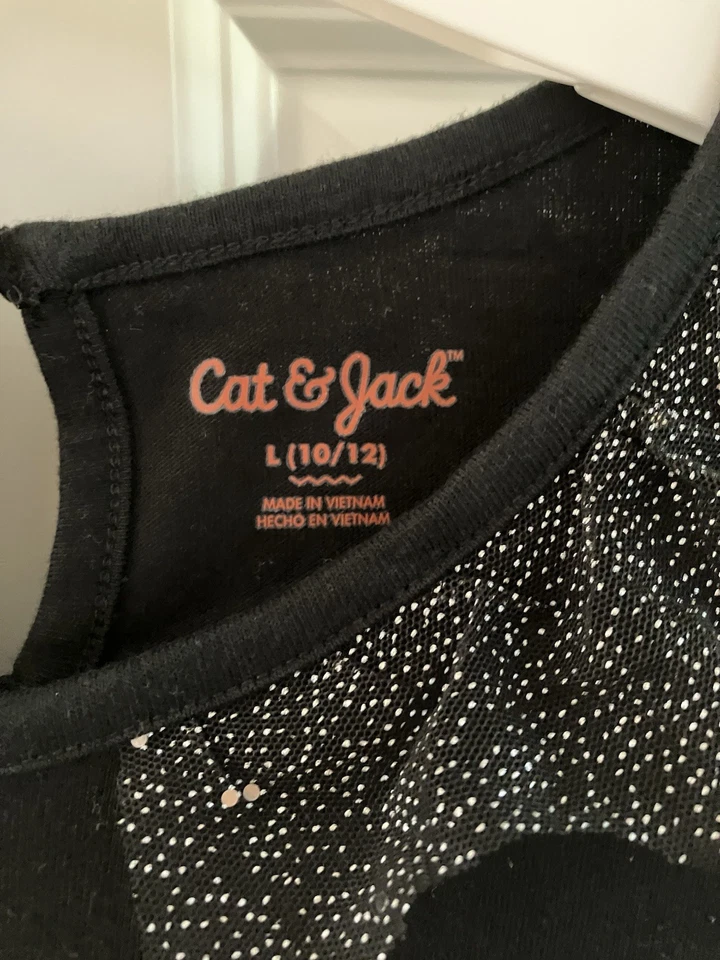 Cat & Jack™
L (10/12)
MADE IN VIETNAM
HECHO EN VIETNAM